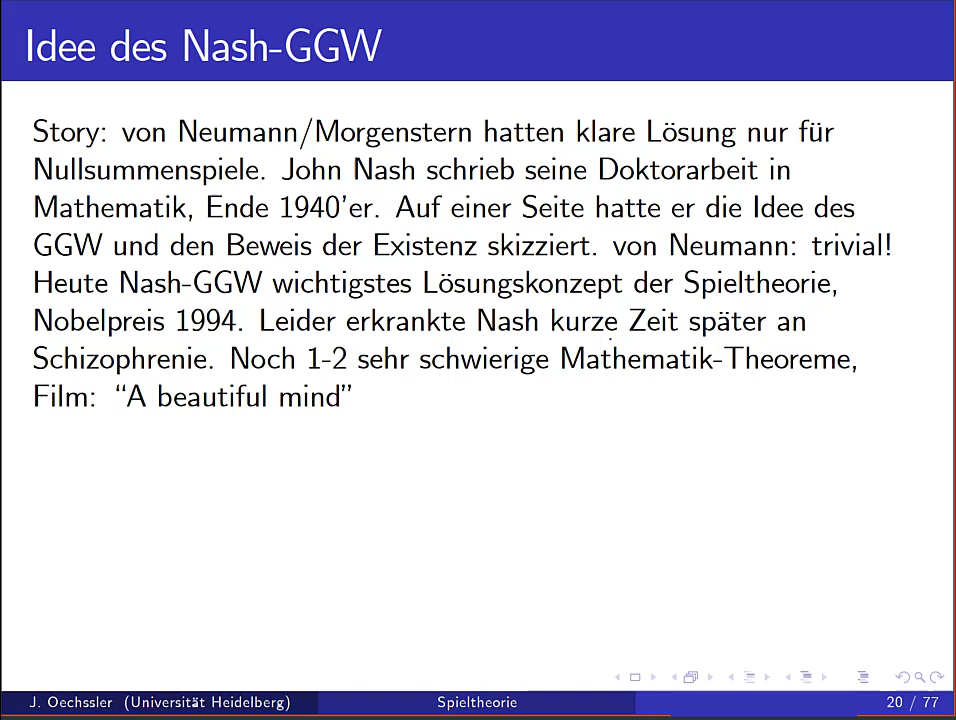 Idee des Nash-GGW
Story: von Neumann/Morgenstern hatten klare Lösung nur für
Nullsummenspiele. John Nash schrieb seine Doktorarbeit in
Mathematik, Ende 1940'er. Auf einer Seite hatte er die Idee des
GGW und den Beweis der Existenz skizziert. von Neumann: trivial!
Heute Nash-GGW wichtigstes Lösungskonzept der Spieltheorie,
Nobelpreis 1994. Leider erkrankte Nash kurze Zeit später an
Schizophrenie. Noch 1-2 sehr schwierige Mathematik-Theoreme,
Film: “A beautiful mind”
J. Oechssler (Universität Heidelberg) Spieltheorie 20 / 77